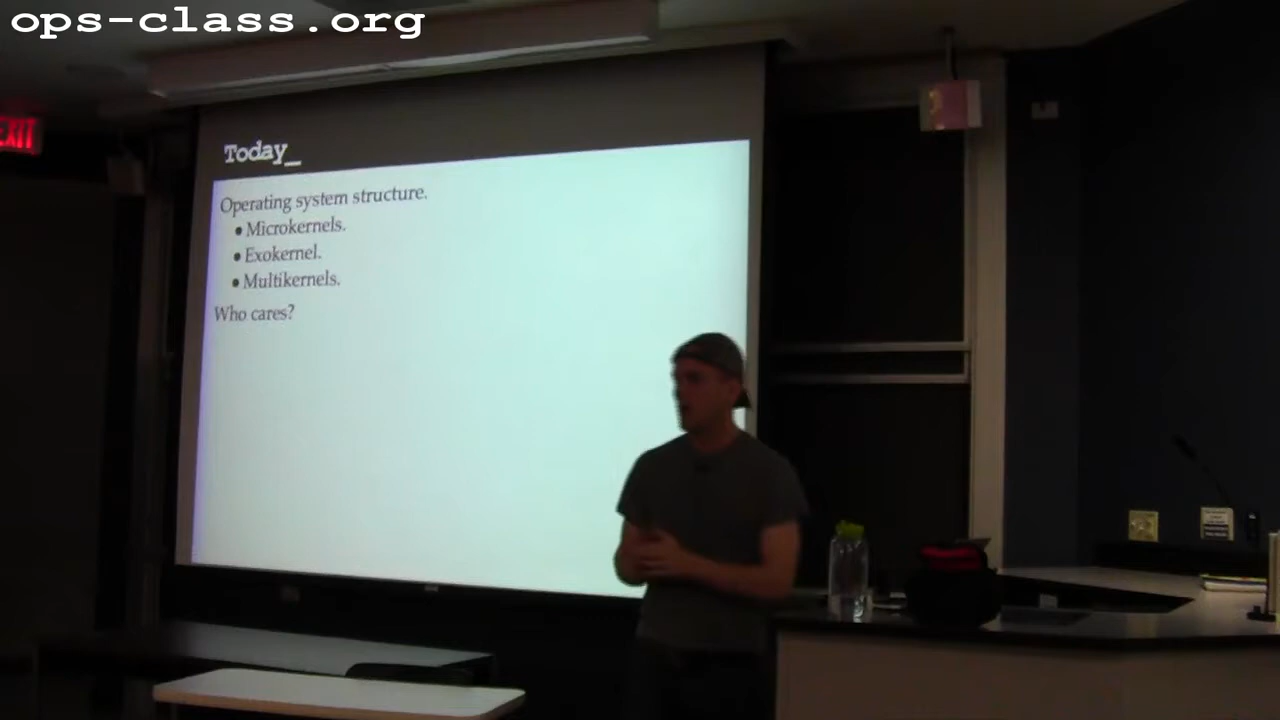 ops-class.org
EXIT
Today_
Operating system structure.
• Microkernels.
• Exokernel.
• Multikernels.
Who cares?